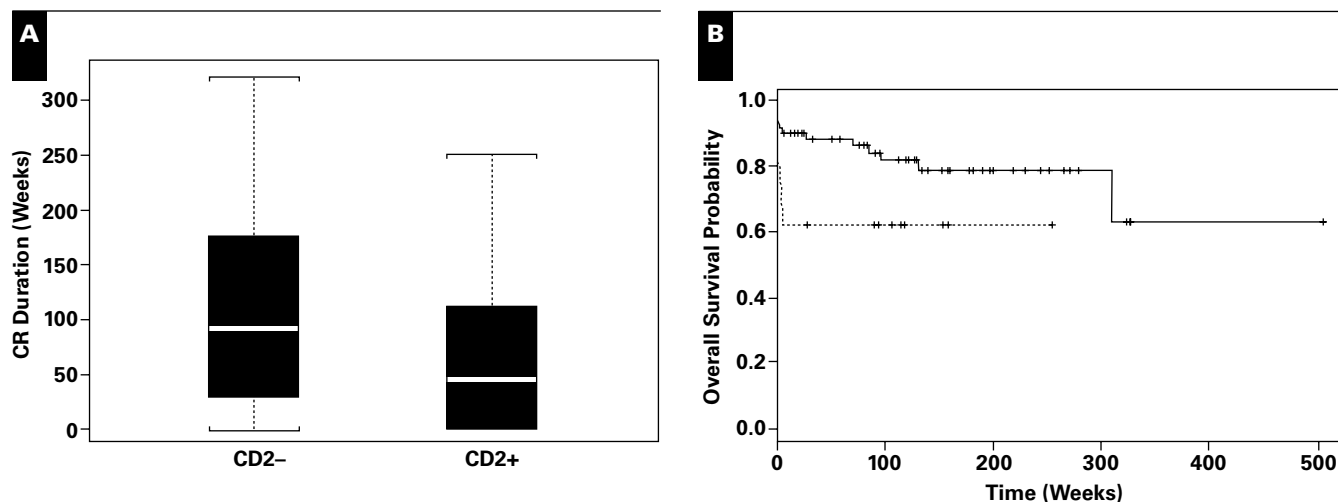 A
CR Duration (Weeks)
300
250
200
150
100
50
0
CD2–
CD2+
B
Overall Survival Probability
1.0
0.8
0.6
0.4
0.2
0.0
0
100
200
300
400
500
Time (Weeks)